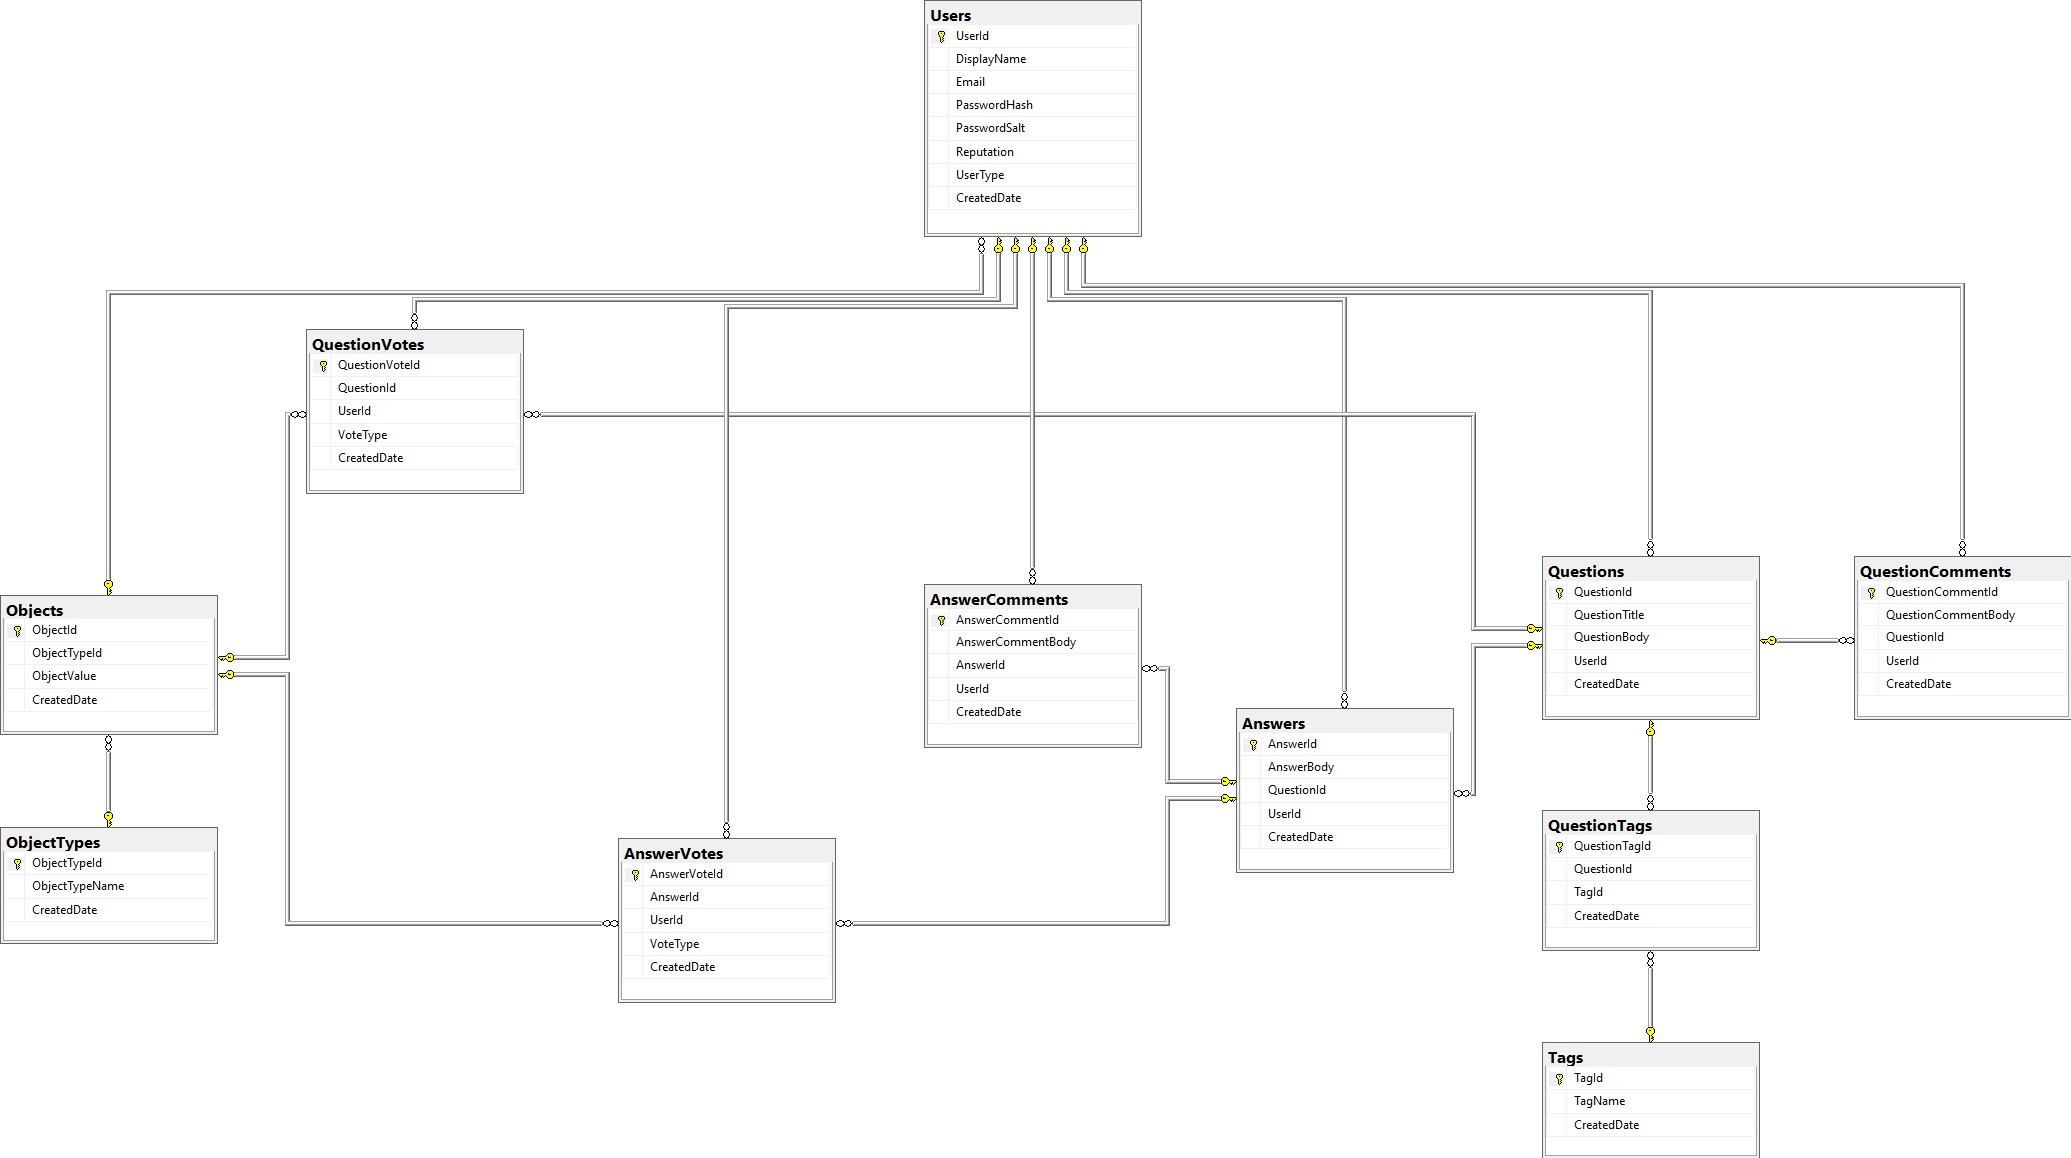 Users
UserId
DisplayName
Email
PasswordHash
PasswordSalt
Reputation
UserType
CreatedDate
QuestionVotes
QuestionVoteId
QuestionId
UserId
VoteType
CreatedDate
Objects
ObjectId
ObjectTypeId
ObjectValue
CreatedDate
ObjectTypes
ObjectTypeId
ObjectTypeName
CreatedDate
AnswerVotes
AnswerVoteId
AnswerId
UserId
VoteType
CreatedDate
AnswerComments
AnswerCommentId
AnswerCommentBody
AnswerId
UserId
CreatedDate
Answers
AnswerId
AnswerBody
QuestionId
UserId
CreatedDate
Questions
QuestionId
QuestionTitle
QuestionBody
UserId
CreatedDate
QuestionComments
QuestionCommentId
QuestionCommentBody
QuestionId
UserId
CreatedDate
QuestionTags
QuestionTagId
QuestionId
TagId
CreatedDate
Tags
TagId
TagName
CreatedDate